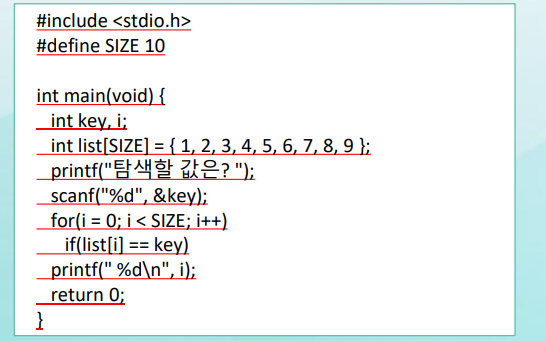 #include <stdio.h>
#define SIZE 10
int main(void) {
int key, i;
int list[SIZE] = { 1, 2, 3, 4, 5, 6, 7, 8, 9 };
printf("탐색할 값은? ");
scanf("%d", &key);
for(i = 0; i < SIZE; i++)
if(list[i] == key)
printf(" %d\n", i);
return 0;
}